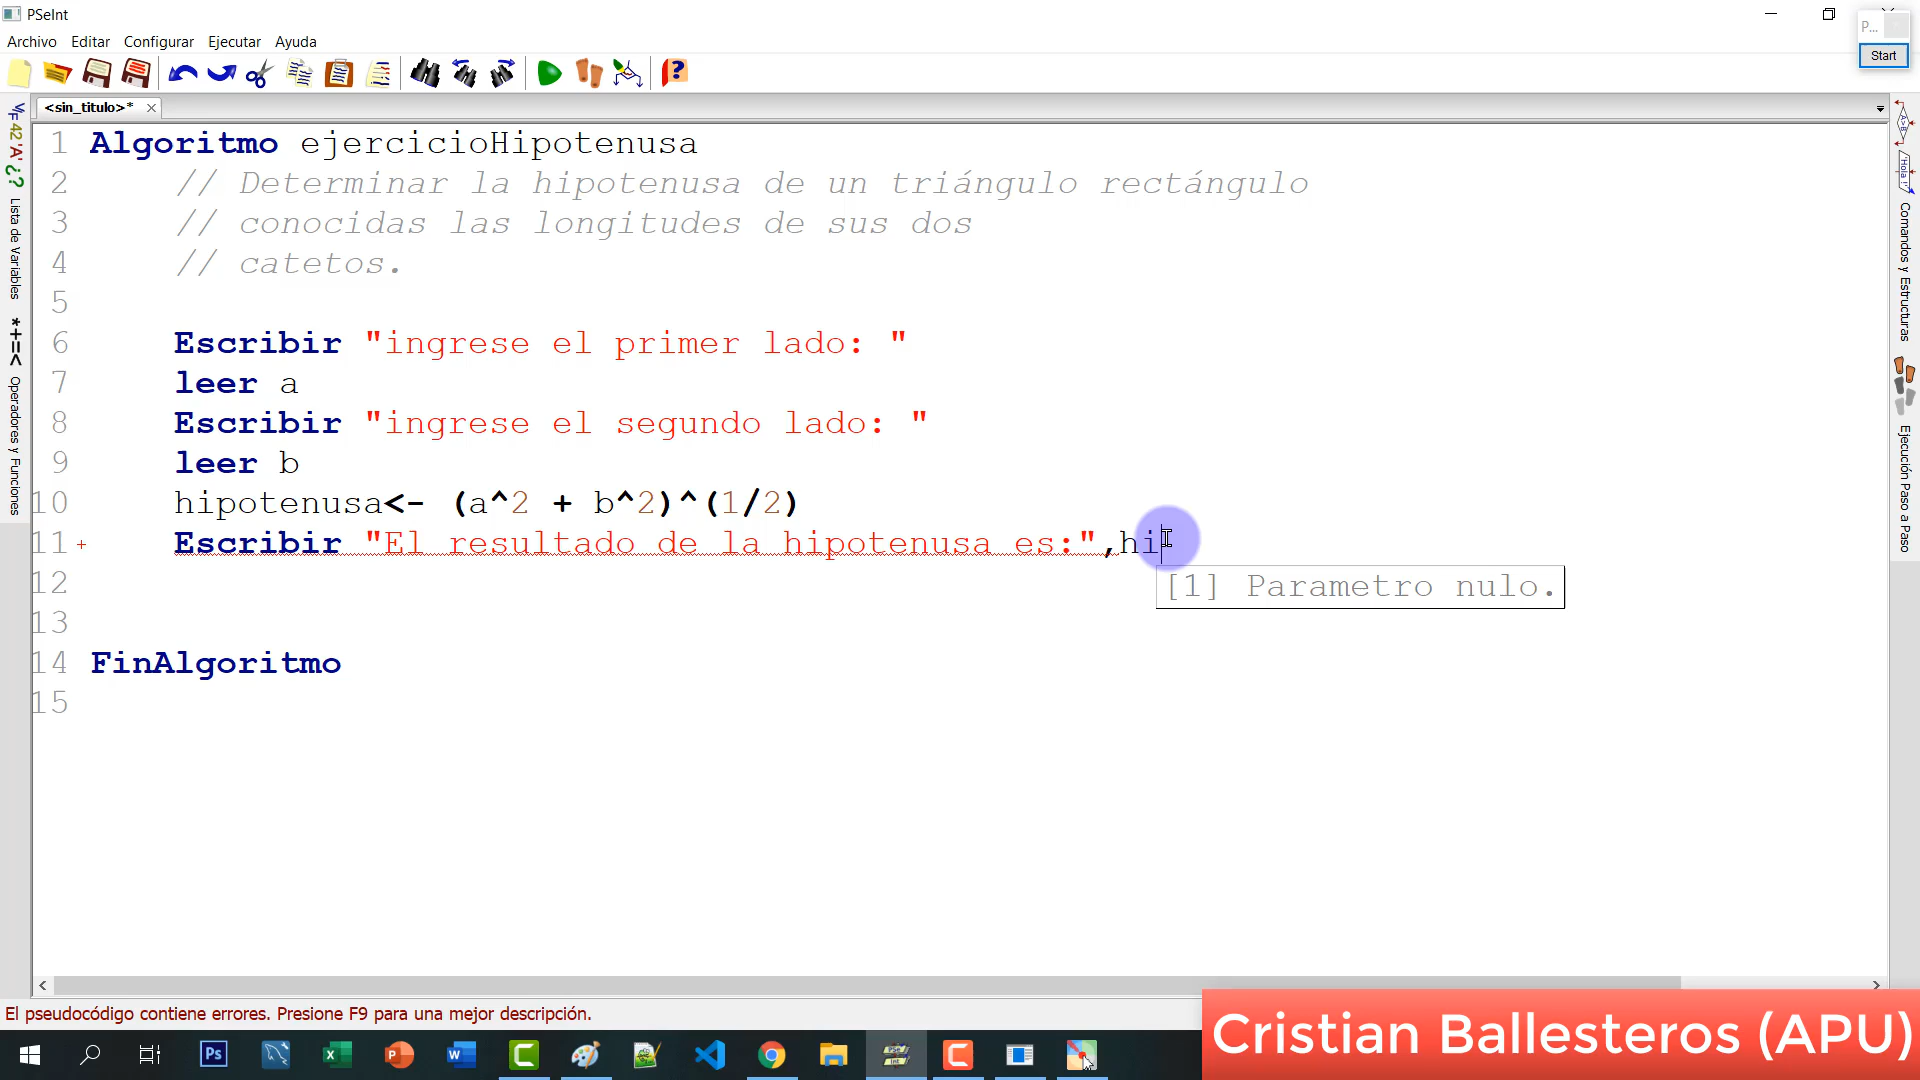 PSeInt
P...
Start
Archivo Editar Configurar Ejecutar Ayuda
<sin_titulo>*
1 Algoritmo ejercicioHipotenusa
2 // Determinar la hipotenusa de un triángulo rectángulo
3 // conocidas las longitudes de sus dos
4 // catetos.
5
6 Escribir "ingrese el primer lado: "
7 leer a
8 Escribir "ingrese el segundo lado: "
9 leer b
10 hipotenusa<- (a^2 + b^2)^(1/2)
11 + Escribir "El resultado de la hipotenusa es:",hi
[1] Parametro nulo.
12
13
14 FinAlgoritmo
15
42 'A' ¿?
Lista de Variables
*+=<
Operadores y Funciones
Comandos y Estructuras
Ejecución Paso a Paso
El pseudocódigo contiene errores. Presione F9 para una mejor descripción.
Cristian Ballesteros (APU)
Ps